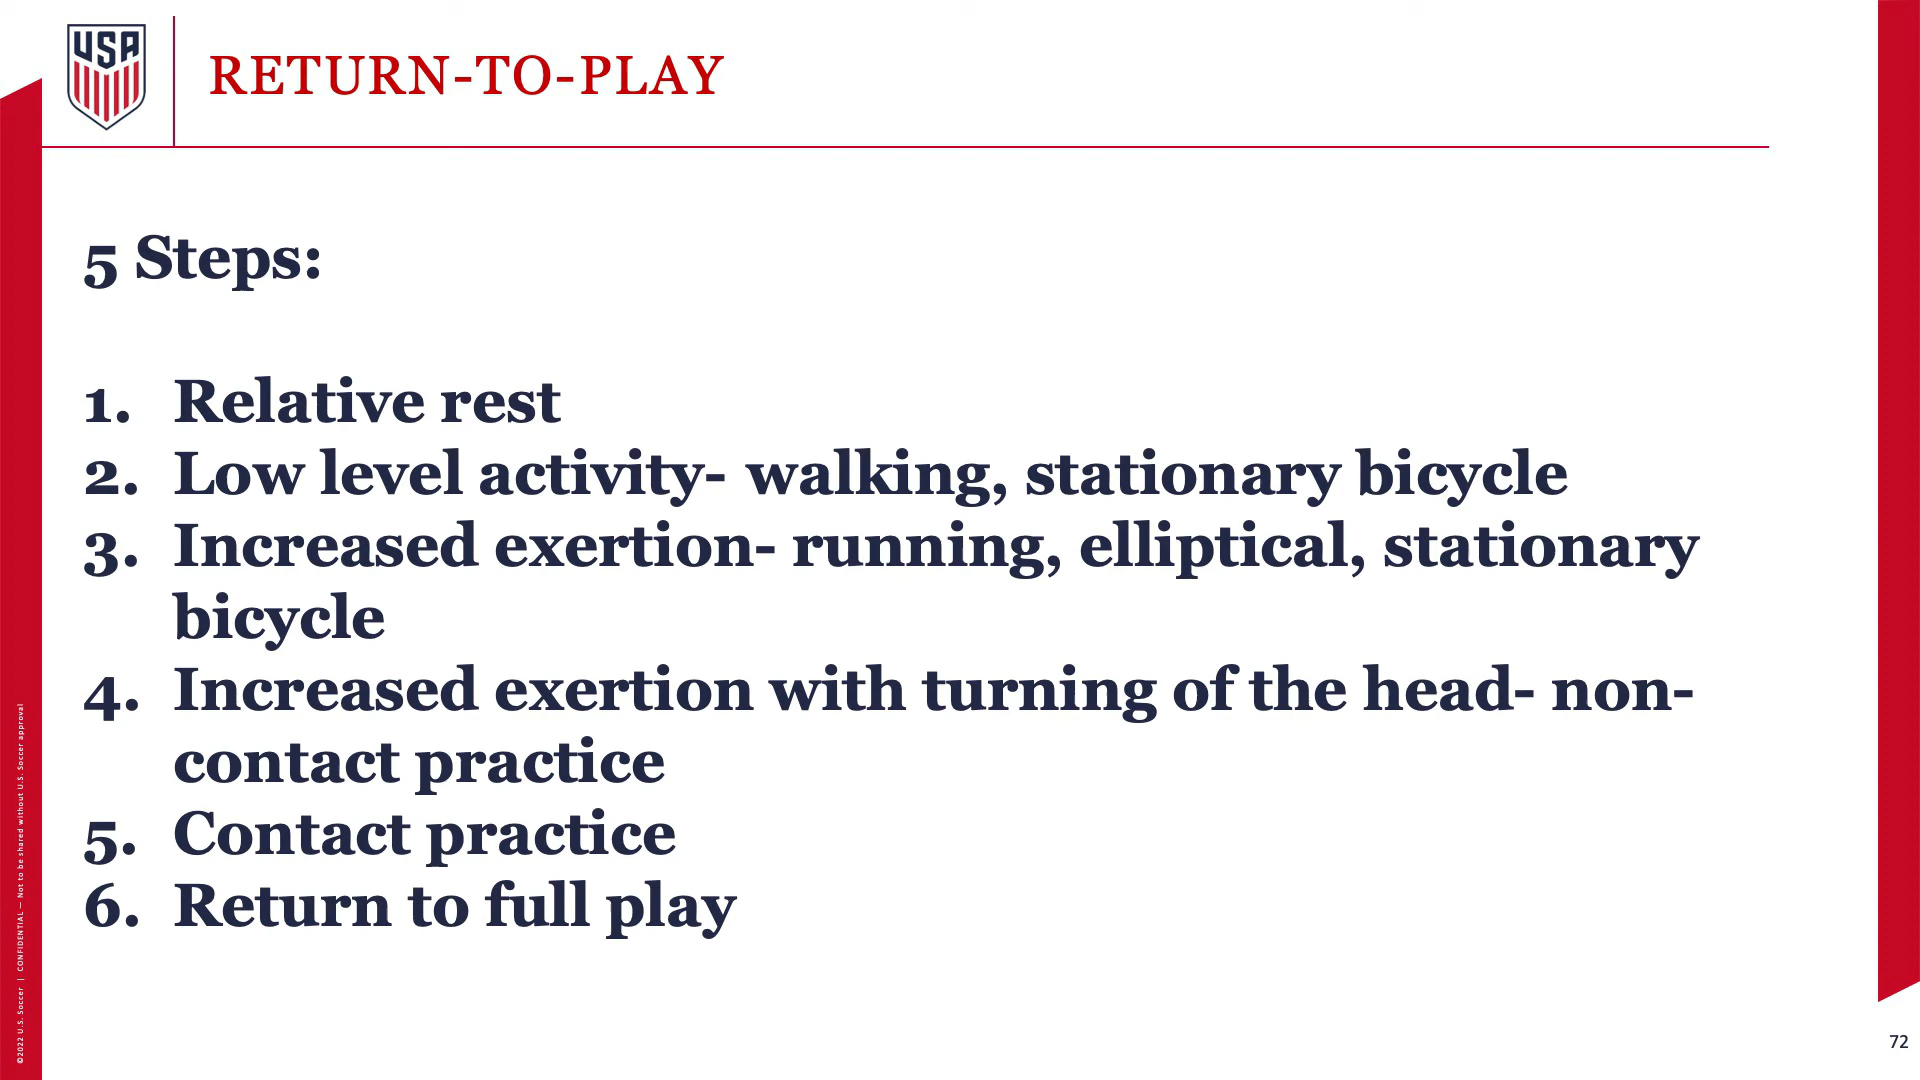 USA
RETURN-TO-PLAY
5 Steps:
1. Relative rest
2. Low level activity- walking, stationary bicycle
3. Increased exertion- running, elliptical, stationary
bicycle
4. Increased exertion with turning of the head- non-
contact practice
5. Contact practice
6. Return to full play
©2022 U.S. Soccer | CONFIDENTIAL — Not to be shared without U.S. Soccer approval
72